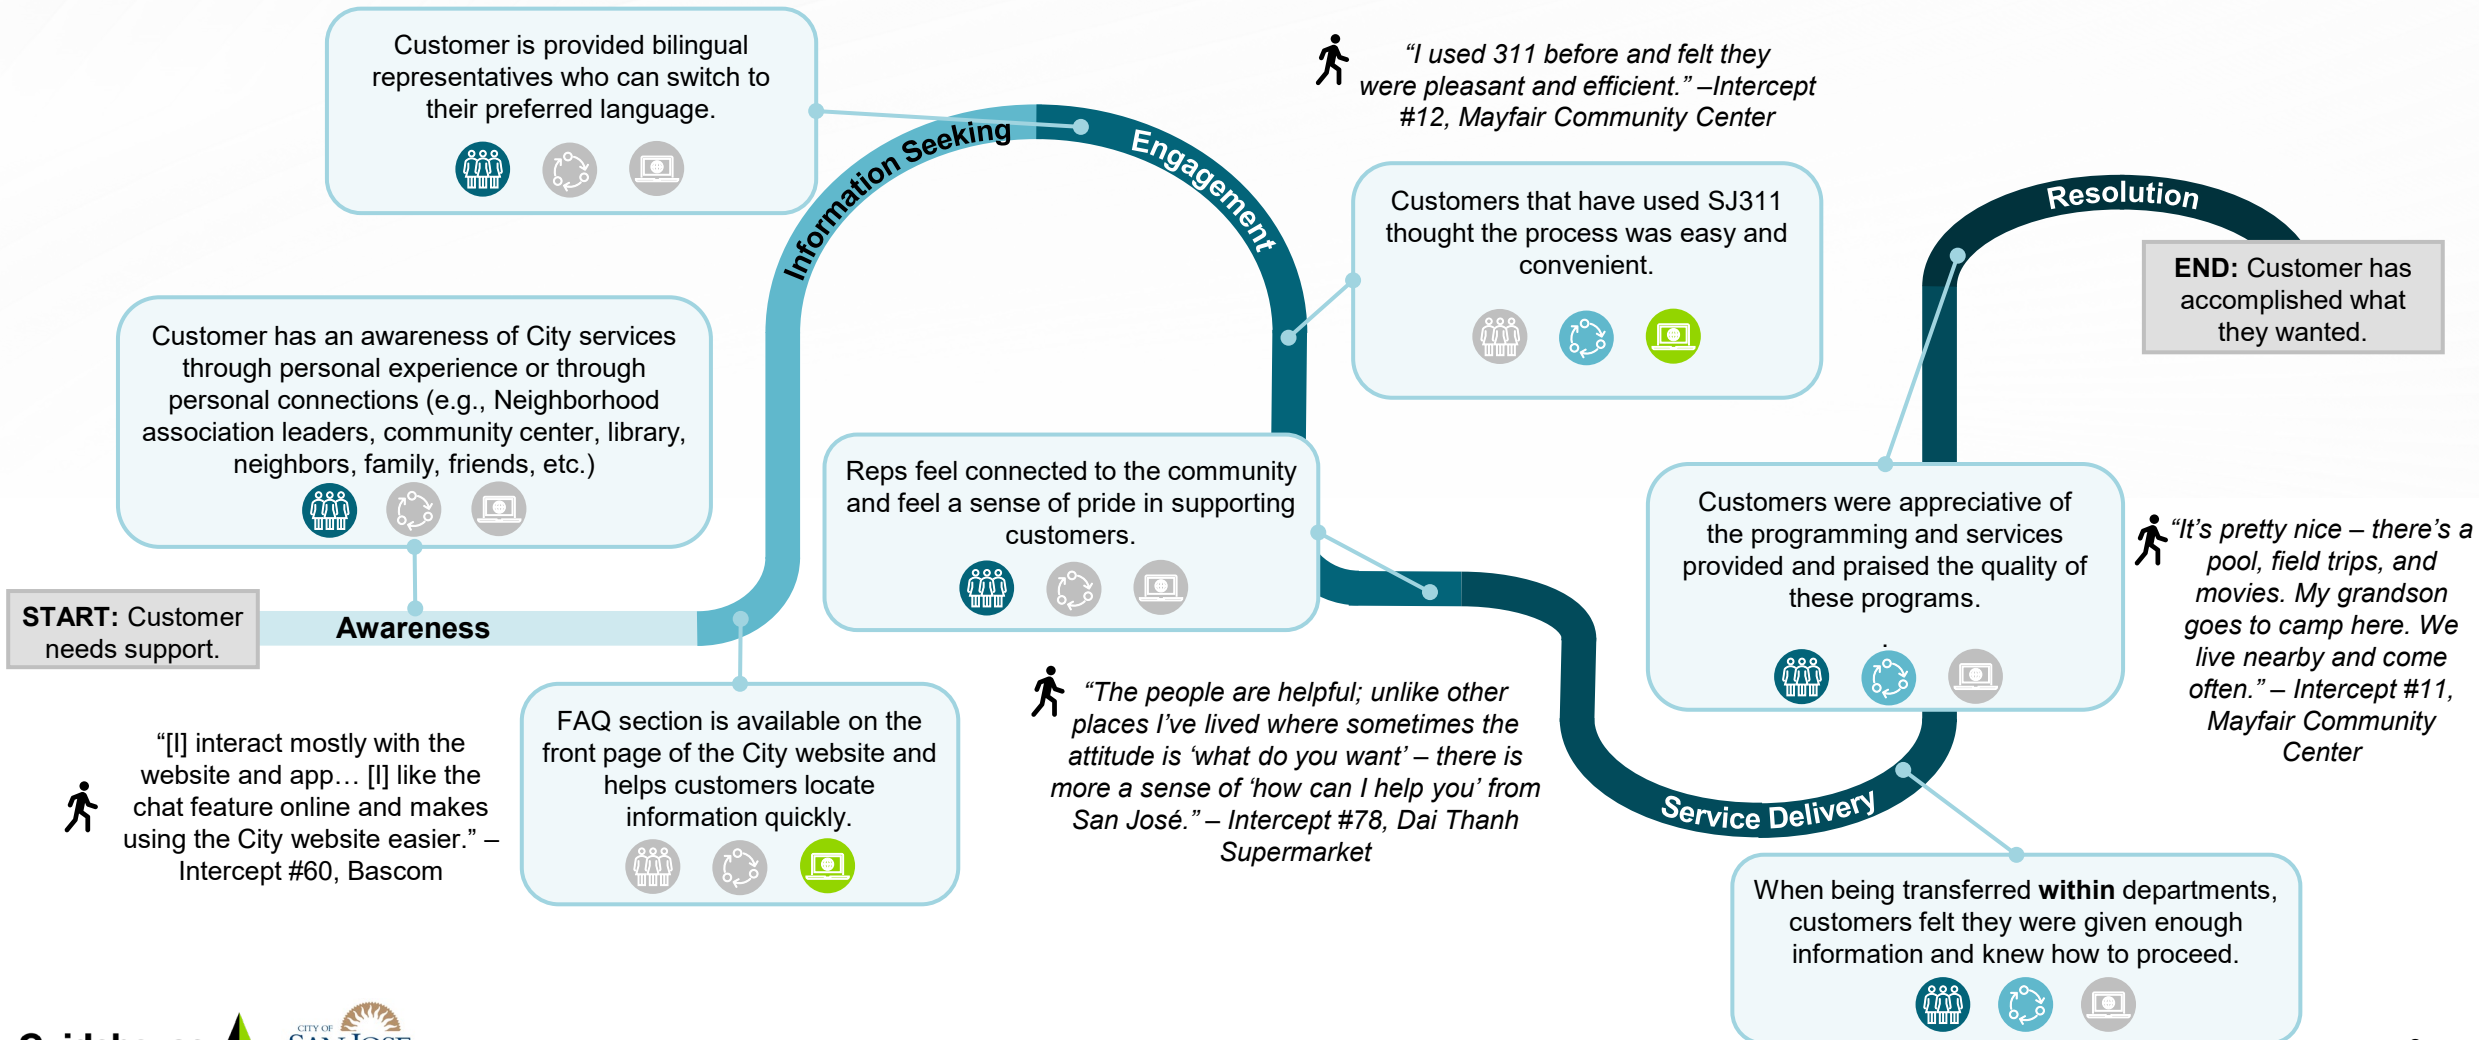 Customer is provided bilingual
representatives who can switch to
their preferred language.
“I used 311 before and felt they
were pleasant and efficient.” –Intercept
#12, Mayfair Community Center
Information Seeking
Engagement
Customers that have used SJ311
thought the process was easy and
convenient.
Resolution
END: Customer has
accomplished what
they wanted.
Customer has an awareness of City services
through personal experience or through
personal connections (e.g., Neighborhood
association leaders, community center, library,
neighbors, family, friends, etc.)
Reps feel connected to the community
and feel a sense of pride in supporting
customers.
Customers were appreciative of
the programming and services
provided and praised the quality of
these programs.
.
“It’s pretty nice – there’s a
pool, field trips, and
movies. My grandson
goes to camp here. We
live nearby and come
often.” – Intercept #11,
Mayfair Community
Center
START: Customer
needs support.
Awareness
FAQ section is available on the
front page of the City website and
helps customers locate
information quickly.
“[I] interact mostly with the
website and app… [I] like the
chat feature online and makes
using the City website easier.” –
Intercept #60, Bascom
“The people are helpful; unlike other
places I’ve lived where sometimes the
attitude is ‘what do you want’ – there is
more a sense of ‘how can I help you’ from
San José.” – Intercept #78, Dai Thanh
Supermarket
Service Delivery
When being transferred within departments,
customers felt they were given enough
information and knew how to proceed.
CITY OF
SAN JOSE